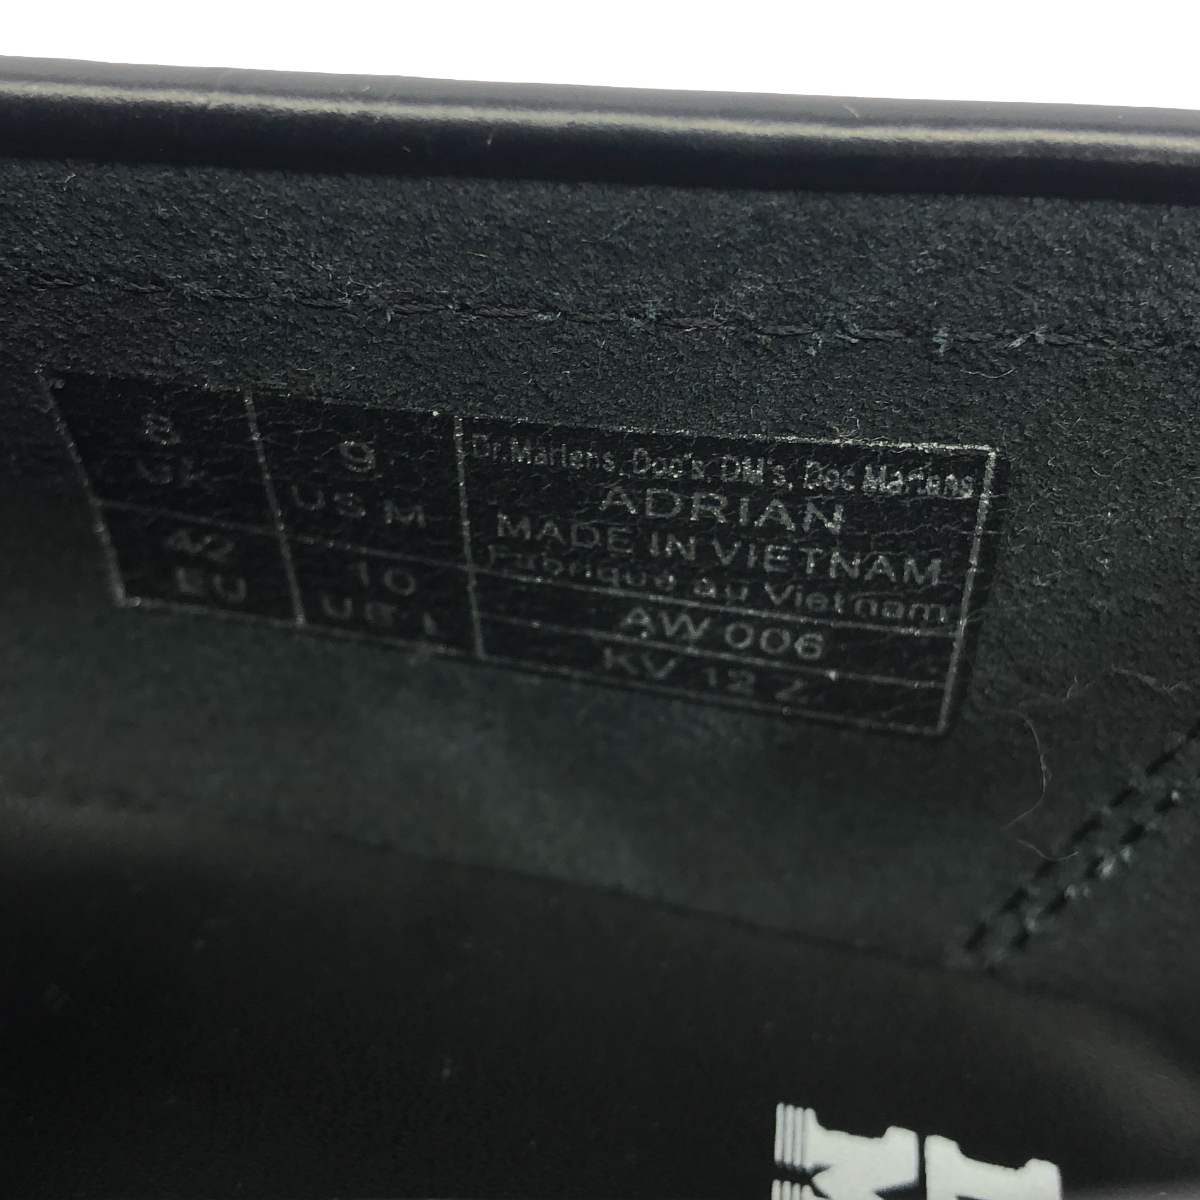 8
UK
9
US M
42
EU
10
US L
Dr.Martens, Doc's, DM's, Doc Martens
ADRIAN
MADE IN VIETNAM
Fabrique au Vietnam
AW 006
KV 12 Z